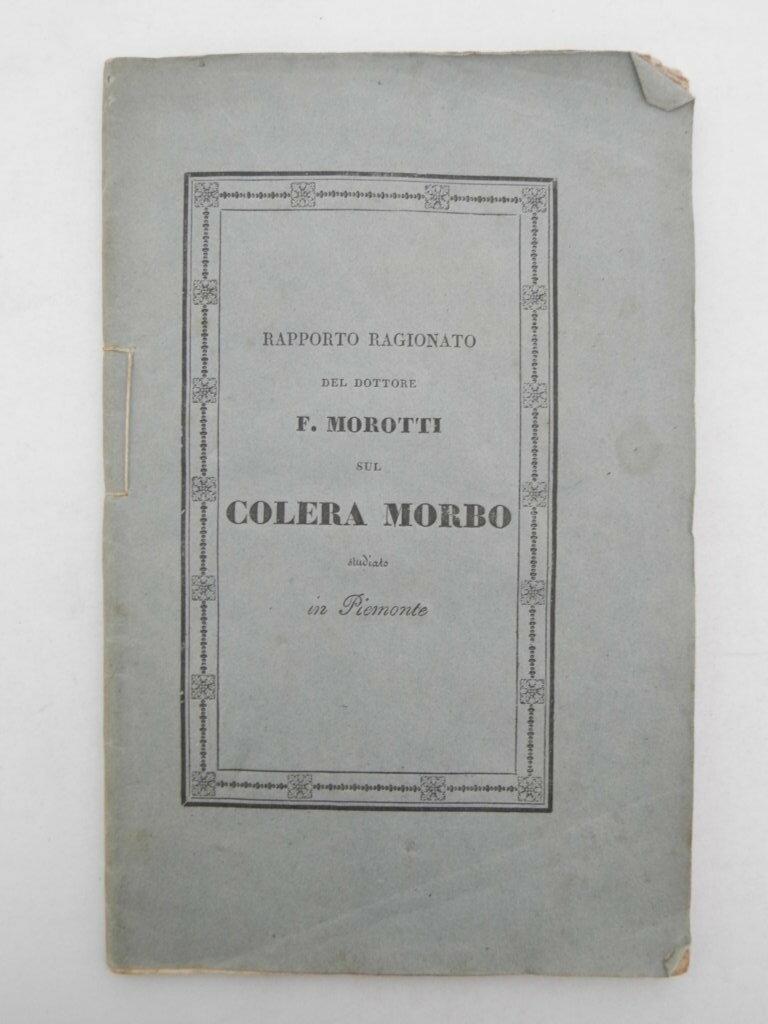 RAPPORTO RAGIONATO
DEL DOTTORE
F. MOROTTI
SUL
COLERA MORBO
studiato
in Piemonte